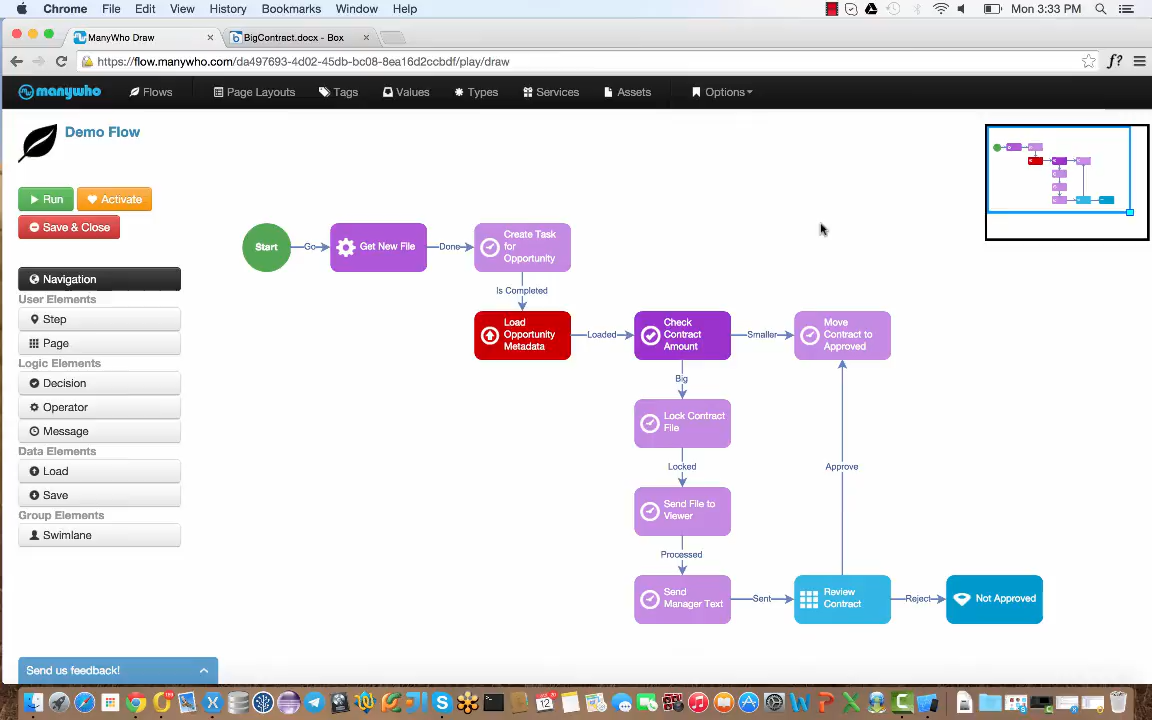 Chrome File Edit View History Bookmarks Window Help
Mon 3:33 PM
ManyWho Draw
BigContract.docx - Box
https://flow.manywho.com/da497693-4d02-45db-bc08-8ea16d2ccbdf/play/draw
f?
manywho
Flows
Page Layouts
Tags
Values
Types
Services
Assets
Options
Demo Flow
Run
Activate
Save & Close
Navigation
User Elements
Step
Page
Logic Elements
Decision
Operator
Message
Data Elements
Load
Save
Group Elements
Swimlane
Start
Go
Get New File
Done
Create Task
for
Opportunity
Is Completed
Load
Opportunity
Metadata
Loaded
Check
Contract
Amount
Smaller
Move
Contract to
Approved
Big
Lock Contract
File
Locked
Send File to
Viewer
Processed
Approve
Send
Manager Text
Sent
Review
Contract
Reject
Not Approved
Send us feedback!